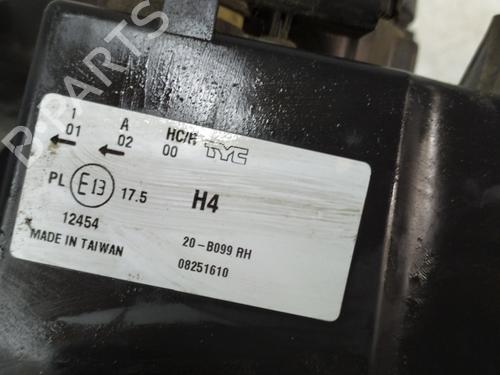 B-PARTS
1 A HC/R TYC
01 02 00
PL E13 17.5 H4
12454 20-B099 RH
MADE IN TAIWAN 08251610